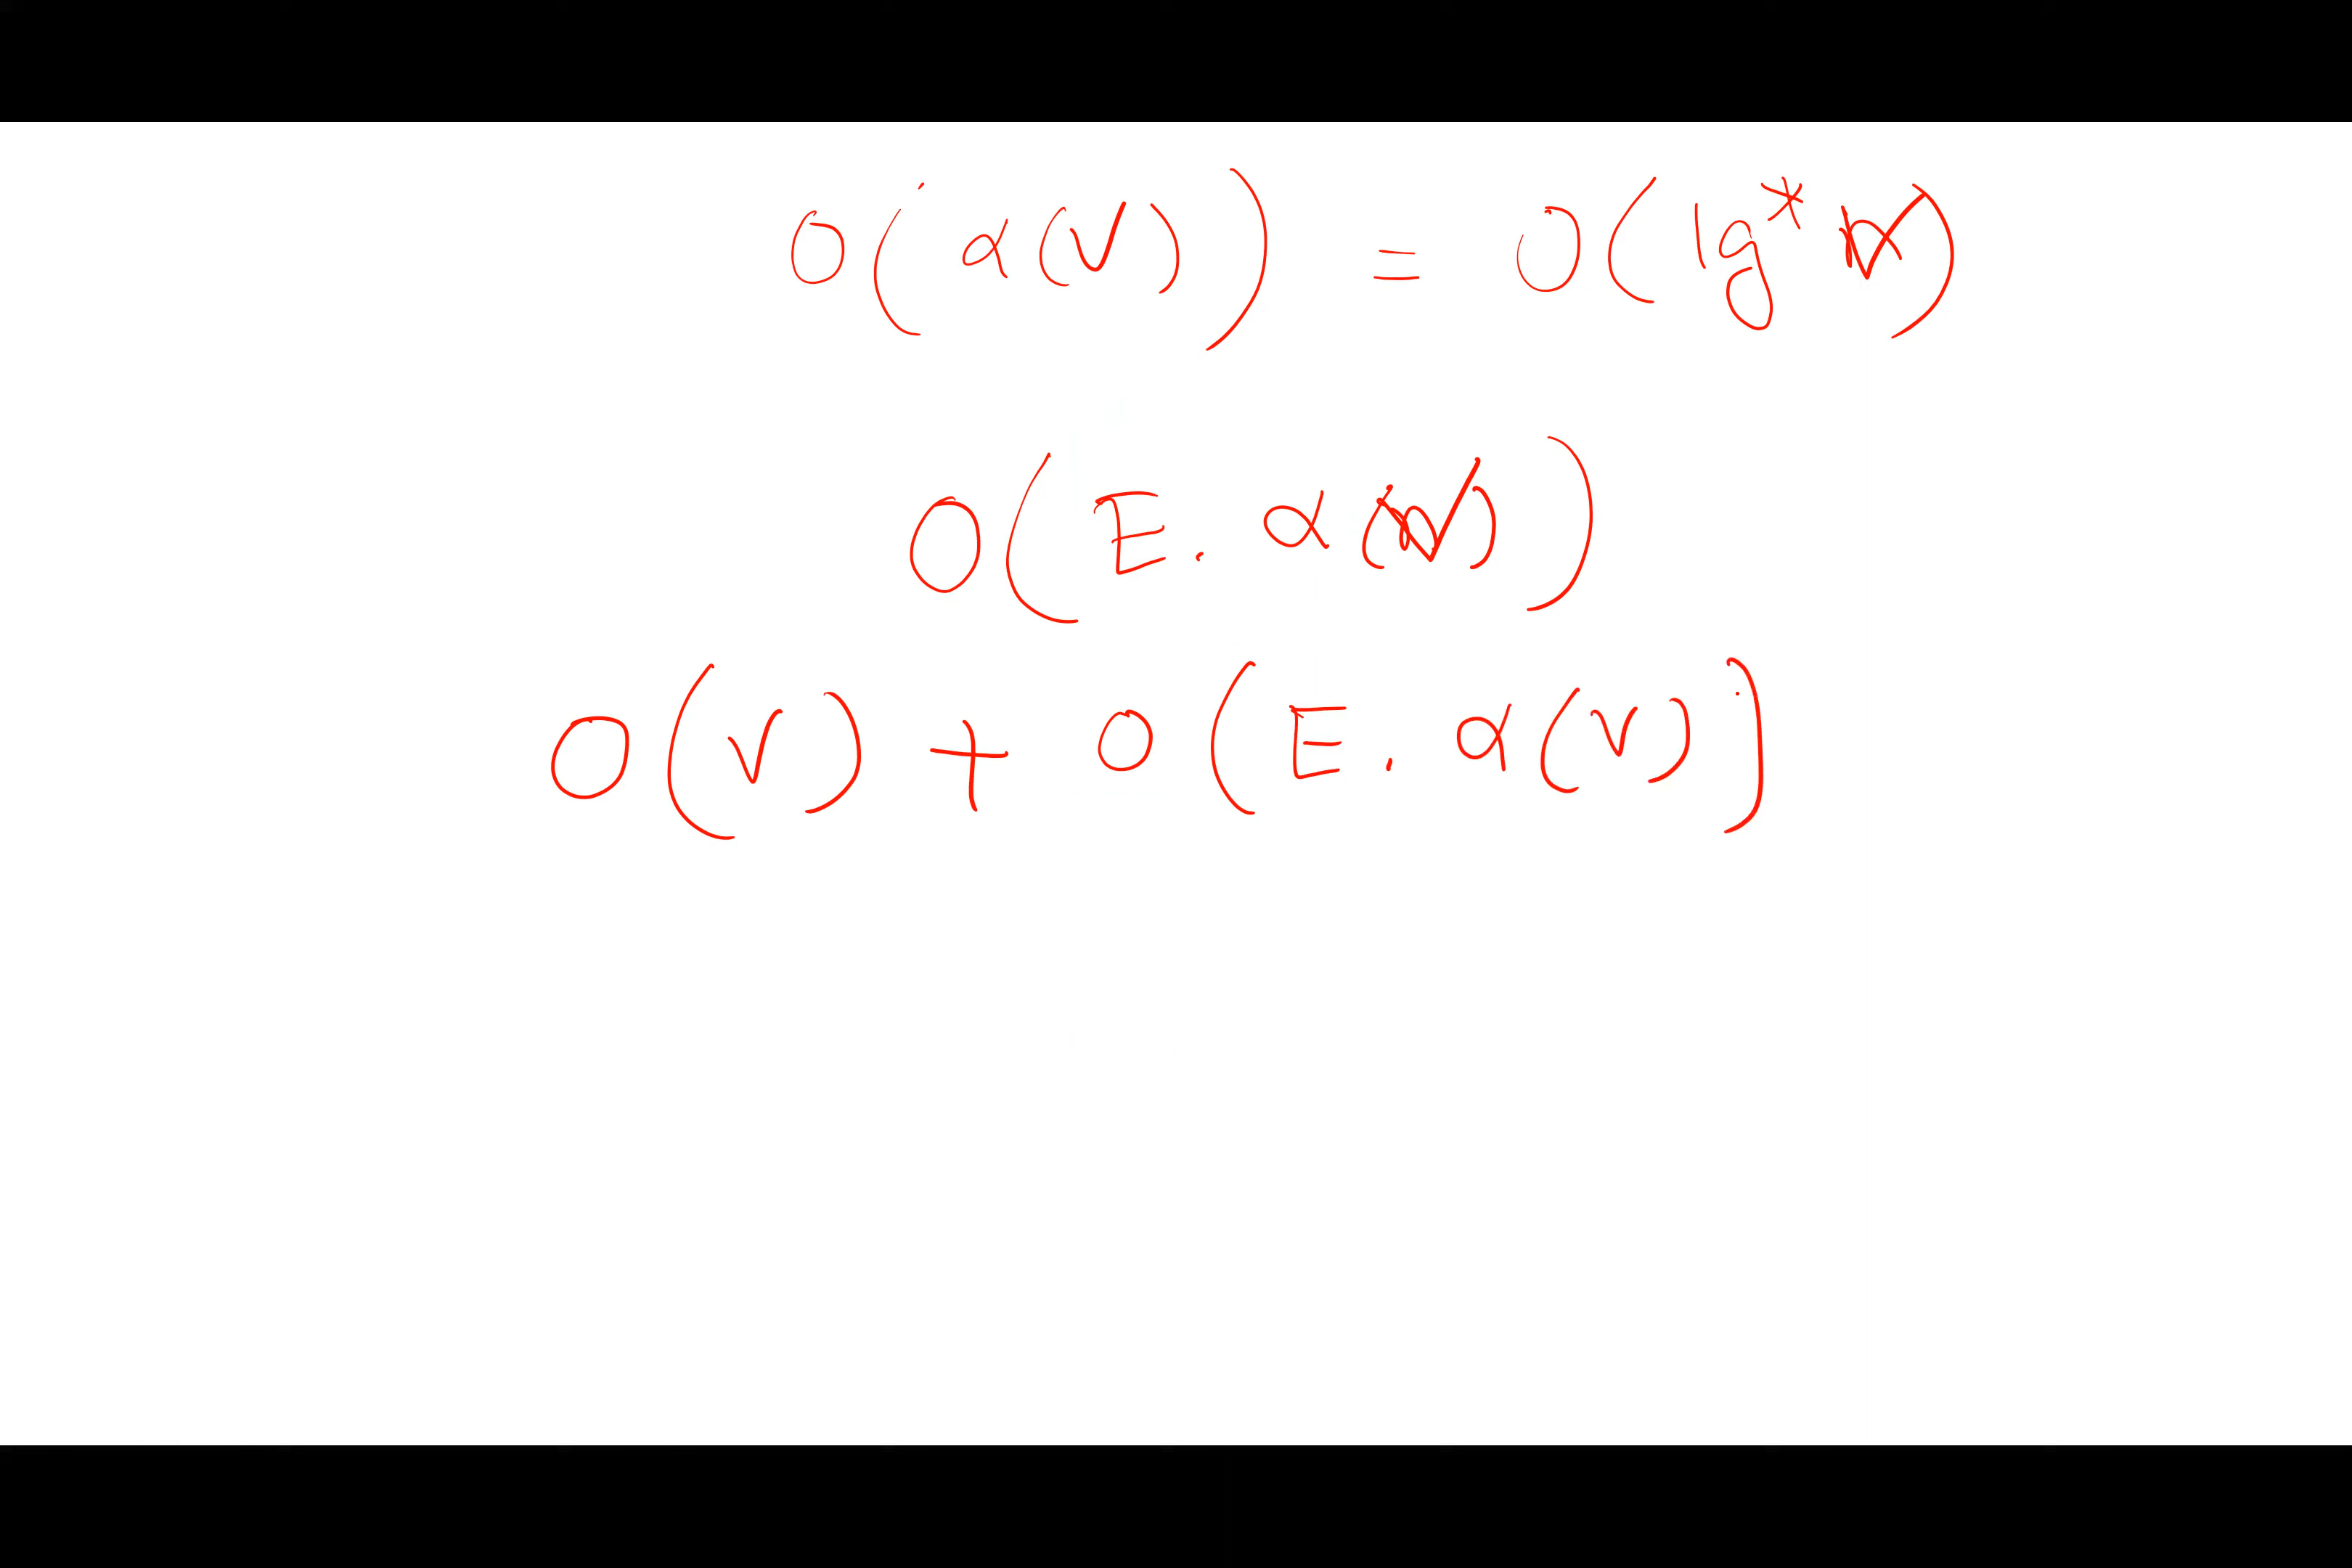 O( α(V) ) = O( lg* V )
O( E. α(V) )
O(V) + O( E. α(V) )